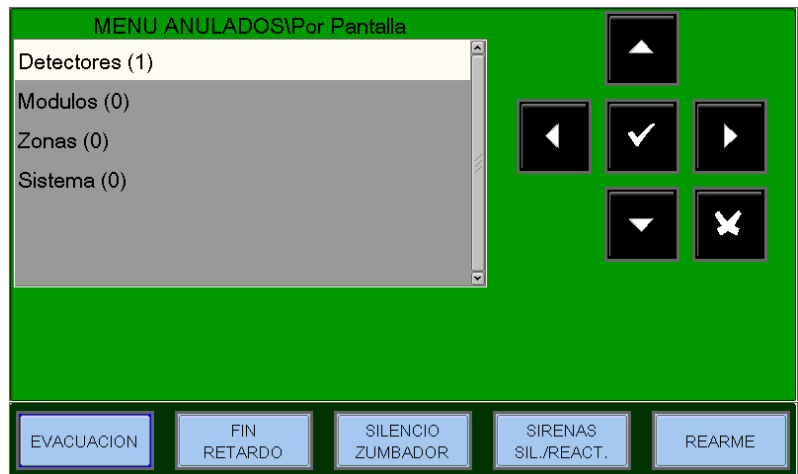 MENU ANULADOS\Por Pantalla
Detectores (1)
Modulos (0)
Zonas (0)
Sistema (0)
EVACUACION
FIN
RETARDO
SILENCIO
ZUMBADOR
SIRENAS
SIL./REACT.
REARME